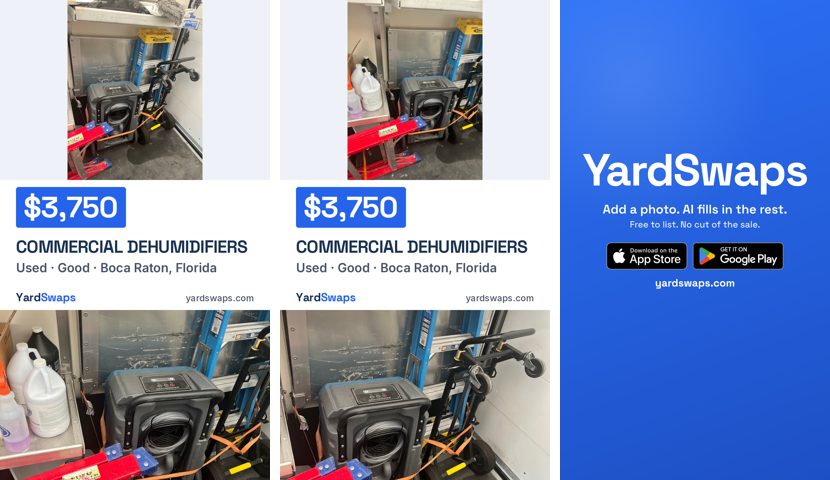 $3,750
COMMERCIAL DEHUMIDIFIERS
Used · Good · Boca Raton, Florida
YardSwaps
yardswaps.com
$3,750
COMMERCIAL DEHUMIDIFIERS
Used · Good · Boca Raton, Florida
YardSwaps
yardswaps.com
YardSwaps
Add a photo. AI fills in the rest.
Free to list. No cut of the sale.
Download on the
App Store
GET IT ON
Google Play
yardswaps.com